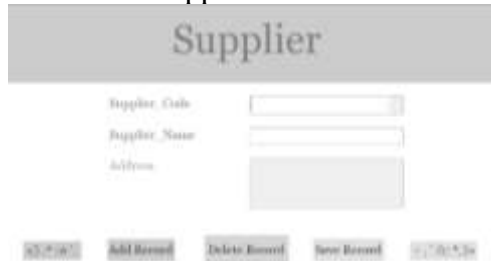 Supplier
Supplier_Code
Supplier_Name
Address
Add Record Delete Record Save Record